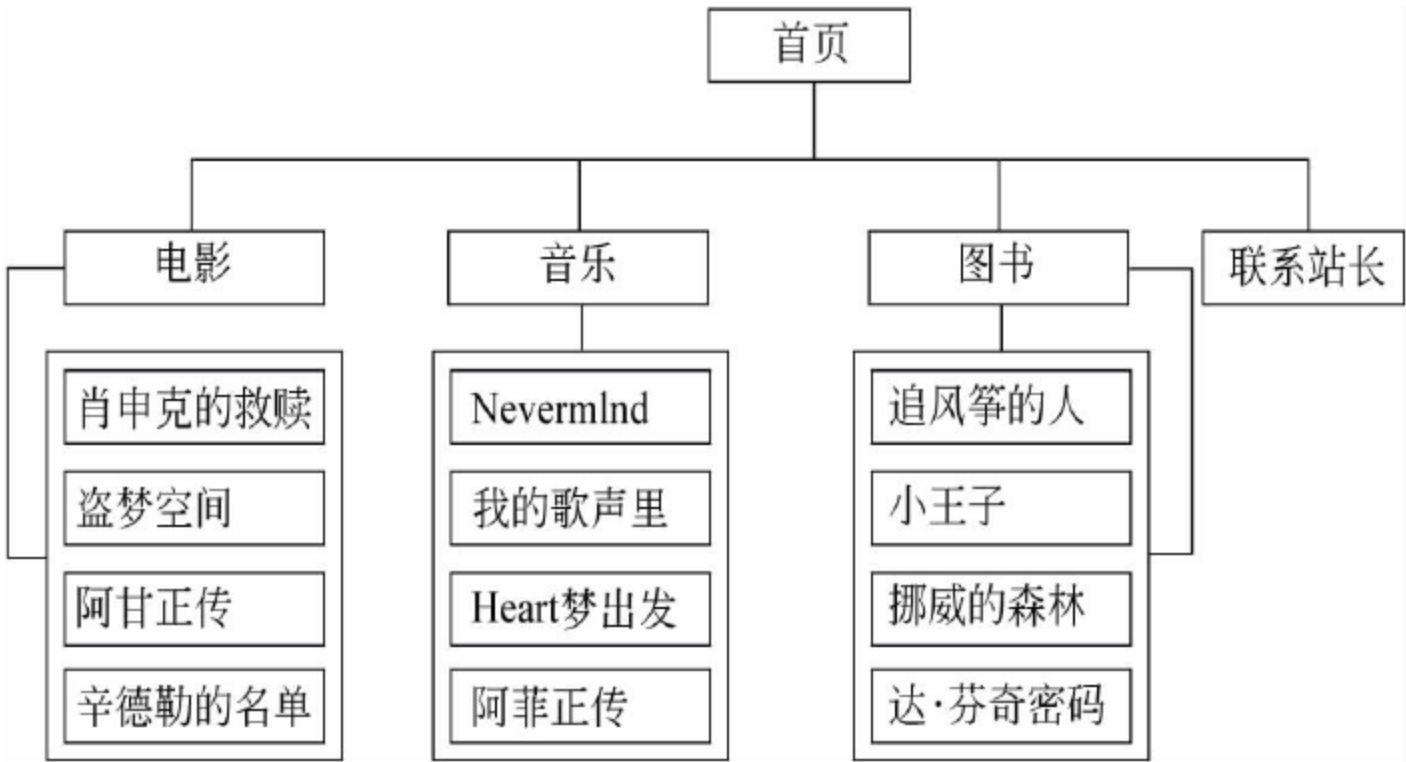 首页
电影
音乐
图书
联系站长
肖申克的救赎
盗梦空间
阿甘正传
辛德勒的名单
Nevermlnd
我的歌声里
Heart梦出发
阿菲正传
追风筝的人
小王子
挪威的森林
达·芬奇密码